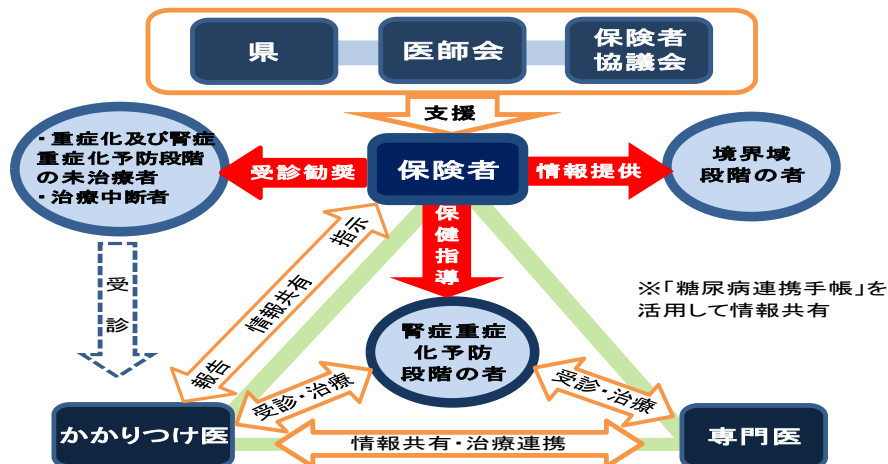 県
医師会
保険者
協議会
支援
・重症化及び腎症
重症化予防段階
の未治療者
・治療中断者
受診勧奨
保険者
情報提供
境界域
段階の者
保健指導
指示
情報共有
報告
受診
※「糖尿病連携手帳」を
活用して情報共有
腎症重症
化予防
段階の者
受診・治療
受診・治療
かかりつけ医
情報共有・治療連携
専門医